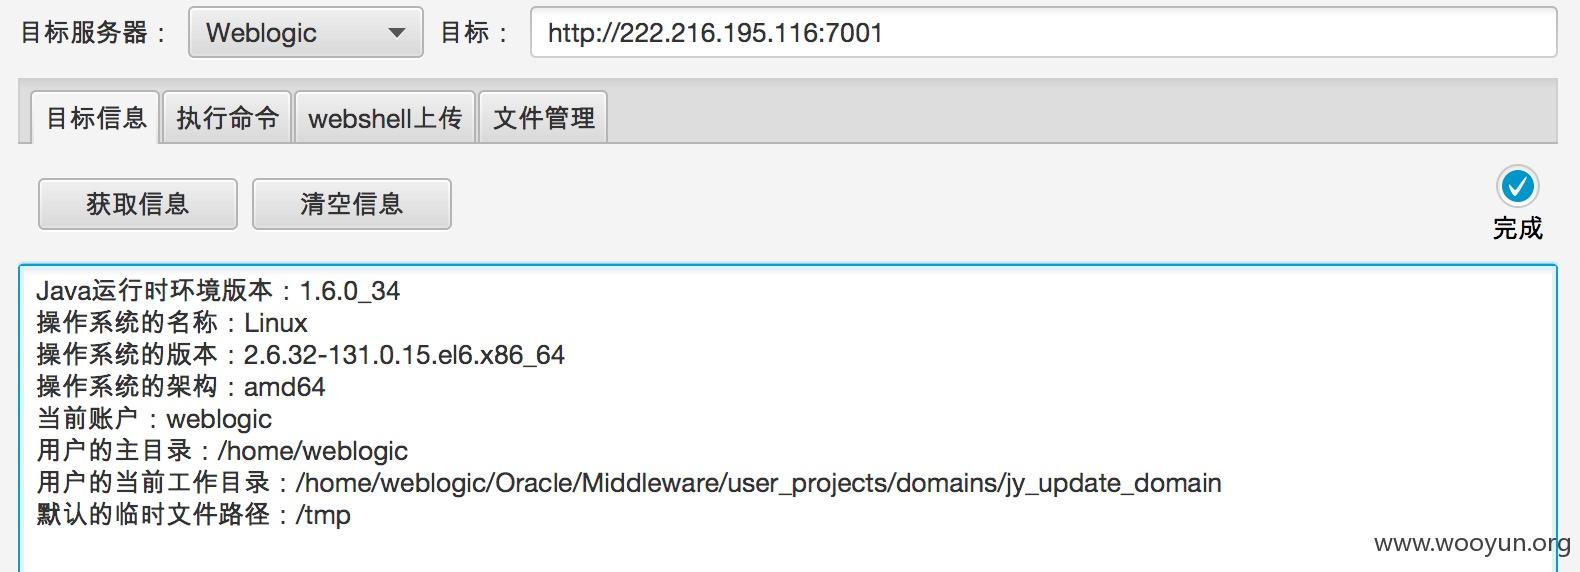 目标服务器： Weblogic 目标： http://222.216.195.116:7001
目标信息 执行命令 webshell上传 文件管理
获取信息 清空信息
完成
Java运行时环境版本：1.6.0_34
操作系统的名称：Linux
操作系统的版本：2.6.32-131.0.15.el6.x86_64
操作系统的架构：amd64
当前账户：weblogic
用户的主目录：/home/weblogic
用户的当前工作目录：/home/weblogic/Oracle/Middleware/user_projects/domains/jy_update_domain
默认的临时文件路径：/tmp
www.wooyun.org